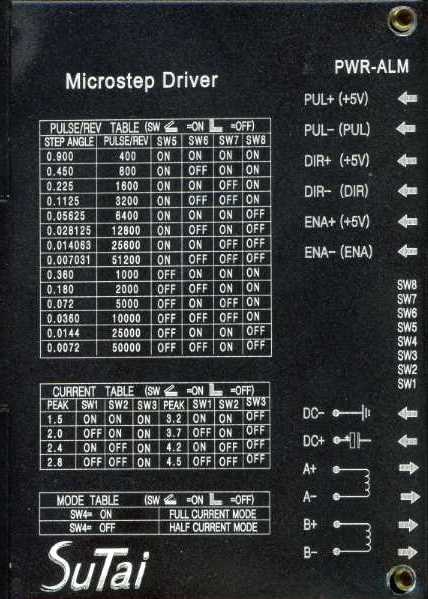 Microstep Driver
PULSE/REV TABLE (SW =ON =OFF)
STEP ANGLE PULSE/REV SW5 SW6 SW7 SW8
0.900 400 ON ON ON ON
0.450 800 ON OFF ON ON
0.225 1600 ON ON OFF ON
0.1125 3200 ON OFF OFF ON
0.05625 6400 ON ON ON OFF
0.028125 12800 ON OFF ON OFF
0.014063 25600 ON ON OFF OFF
0.007031 51200 ON OFF OFF OFF
0.360 1000 OFF ON ON ON
0.180 2000 OFF OFF ON ON
0.072 5000 OFF ON OFF ON
0.0360 10000 OFF OFF OFF ON
0.0144 25000 OFF ON ON OFF
0.0072 50000 OFF OFF ON OFF
CURRENT TABLE (SW =ON =OFF)
PEAK SW1 SW2 SW3 PEAK SW1 SW2 SW3
1.5 ON ON ON 3.2 ON ON OFF
2.0 OFF ON ON 3.7 OFF ON OFF
2.4 ON OFF ON 4.2 ON OFF OFF
2.8 OFF OFF ON 4.5 OFF OFF OFF
MODE TABLE (SW =ON =OFF)
SW4= ON FULL CURRENT MODE
SW4= OFF HALF CURRENT MODE
SuTai
PWR-ALM
PUL+ (+5V)
PUL- (PUL)
DIR+ (+5V)
DIR- (DIR)
ENA+ (+5V)
ENA- (ENA)
SW8
SW7
SW6
SW5
SW4
SW3
SW2
SW1
DC-
DC+
A+
A-
B+
B-